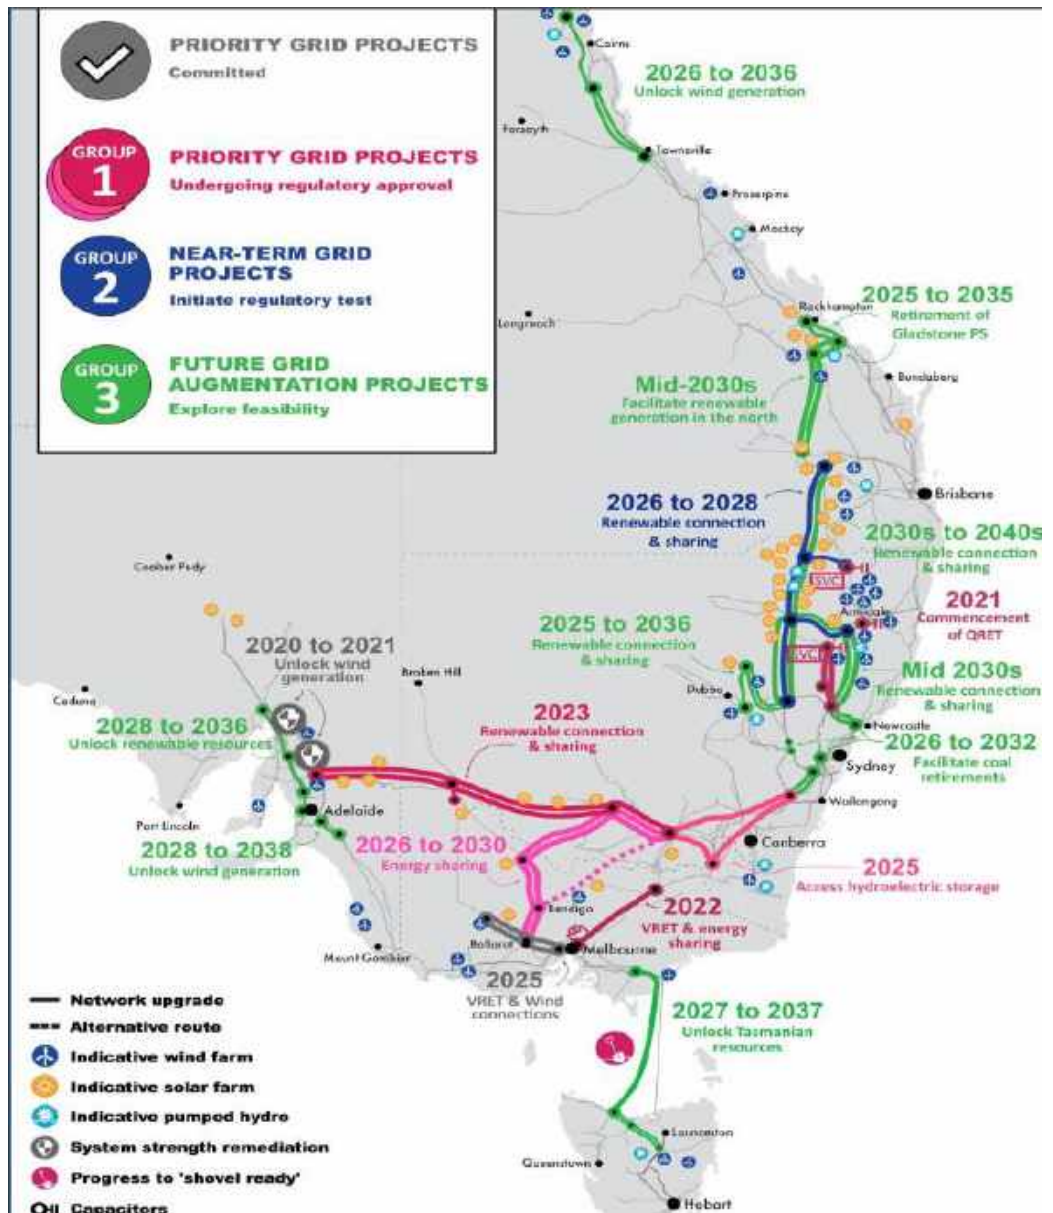 PRIORITY GRID PROJECTS
Committed
GROUP
1
PRIORITY GRID PROJECTS
Undergoing regulatory approval
GROUP
2
NEAR-TERM GRID
PROJECTS
Initiate regulatory test
GROUP
3
FUTURE GRID
AUGMENTATION PROJECTS
Explore feasibility
Cairns
2026 to 2036
Unlock wind generation
Forsayth
Townsville
Proserpine
Mackay
Longreach
Rockhampton
2025 to 2035
Retirement of
Gladstone PS
Bundaberg
Mid-2030s
Facilitate renewable
generation in the north
Brisbane
2026 to 2028
Renewable connection
& sharing
2030s to 2040s
Renewable connection
& sharing
SVC
Coober Pedy
Armidale
2021
Commencement
of QRET
2025 to 2036
Renewable connection
& sharing
SVC
2020 to 2021
Unlock wind
generation
Broken Hill
Dubbo
Mid 2030s
Renewable connection
& sharing
Ceduna
2028 to 2036
Unlock renewable resources
2023
Renewable connection
& sharing
Newcastle
2026 to 2032
Facilitate coal
retirements
Sydney
Adelaide
Port Lincoln
Wollongong
2028 to 2038
Unlock wind generation
2026 to 2030
Energy sharing
Canberra
2025
Access hydroelectric storage
Bendigo
2022
VRET & energy
sharing
Ballarat
Melbourne
Mount Gambier
2025
VRET & Wind
connections
2027 to 2037
Unlock Tasmanian
resources
Launceston
Queenstown
Hobart
Network upgrade
Alternative route
Indicative wind farm
Indicative solar farm
Indicative pumped hydro
System strength remediation
Progress to 'shovel ready'
Capacitors